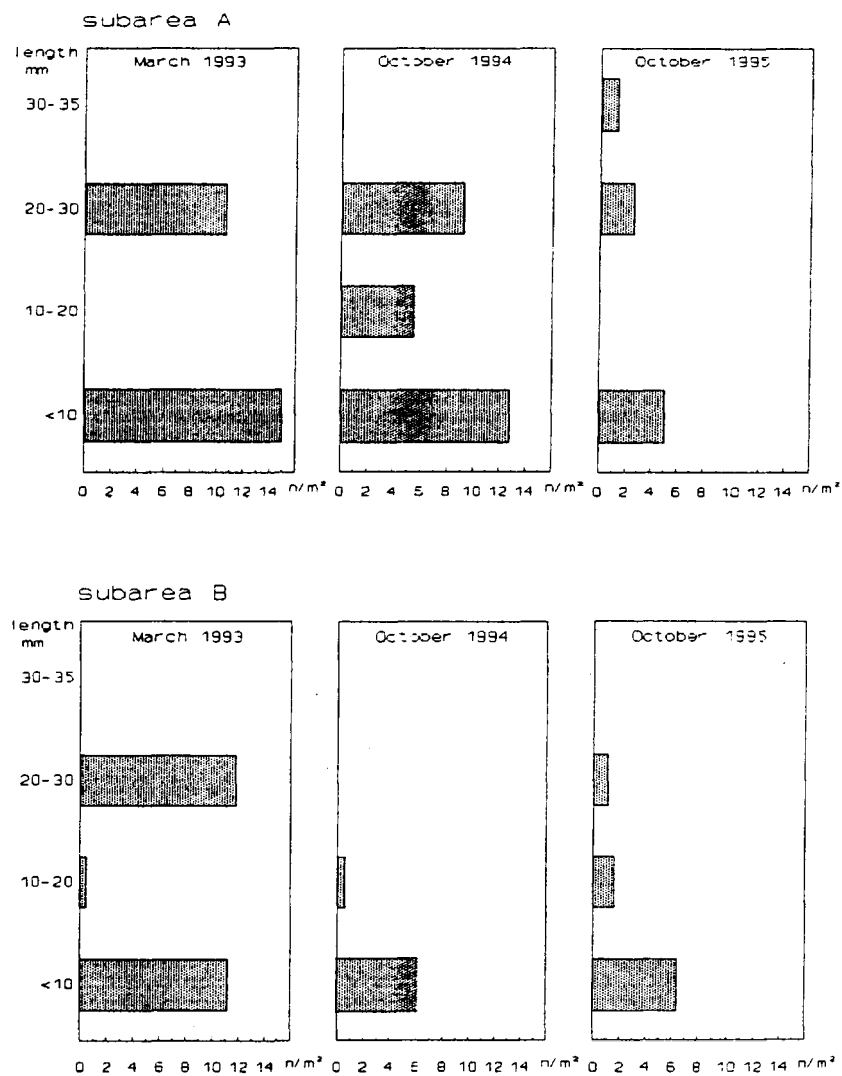 subarea A
length
mm
March 1993
October 1994
October 1995
30-35
20-30
10-20
<10
0 2 4 6 8 10 12 14 n/m²
0 2 4 6 8 10 12 14 n/m²
0 2 4 6 8 10 12 14 n/m²
subarea B
length
mm
March 1993
October 1994
October 1995
30-35
20-30
10-20
<10
0 2 4 6 8 10 12 14 n/m²
0 2 4 6 8 10 12 14 n/m²
0 2 4 6 8 10 12 14 n/m²